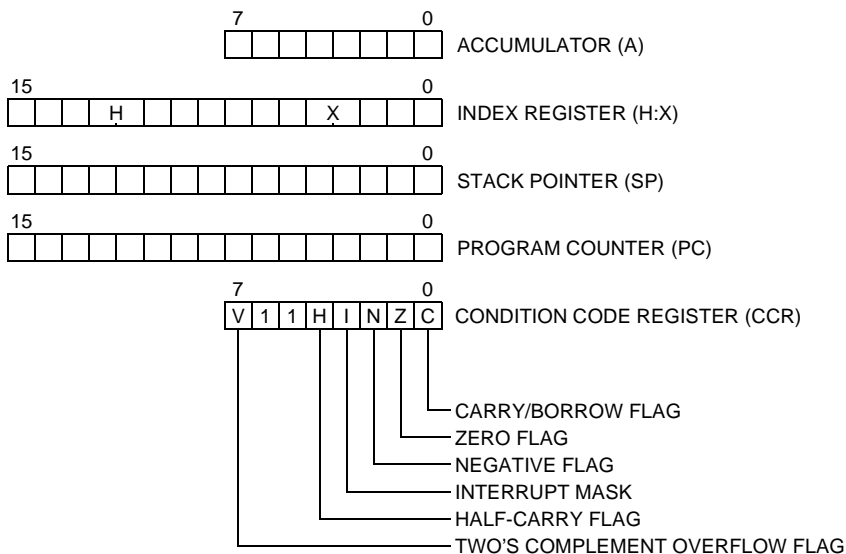 7 0
ACCUMULATOR (A)
15 0
H X INDEX REGISTER (H:X)
15 0
STACK POINTER (SP)
15 0
PROGRAM COUNTER (PC)
7 0
V 1 1 H I N Z C CONDITION CODE REGISTER (CCR)
CARRY/BORROW FLAG
ZERO FLAG
NEGATIVE FLAG
INTERRUPT MASK
HALF-CARRY FLAG
TWO'S COMPLEMENT OVERFLOW FLAG